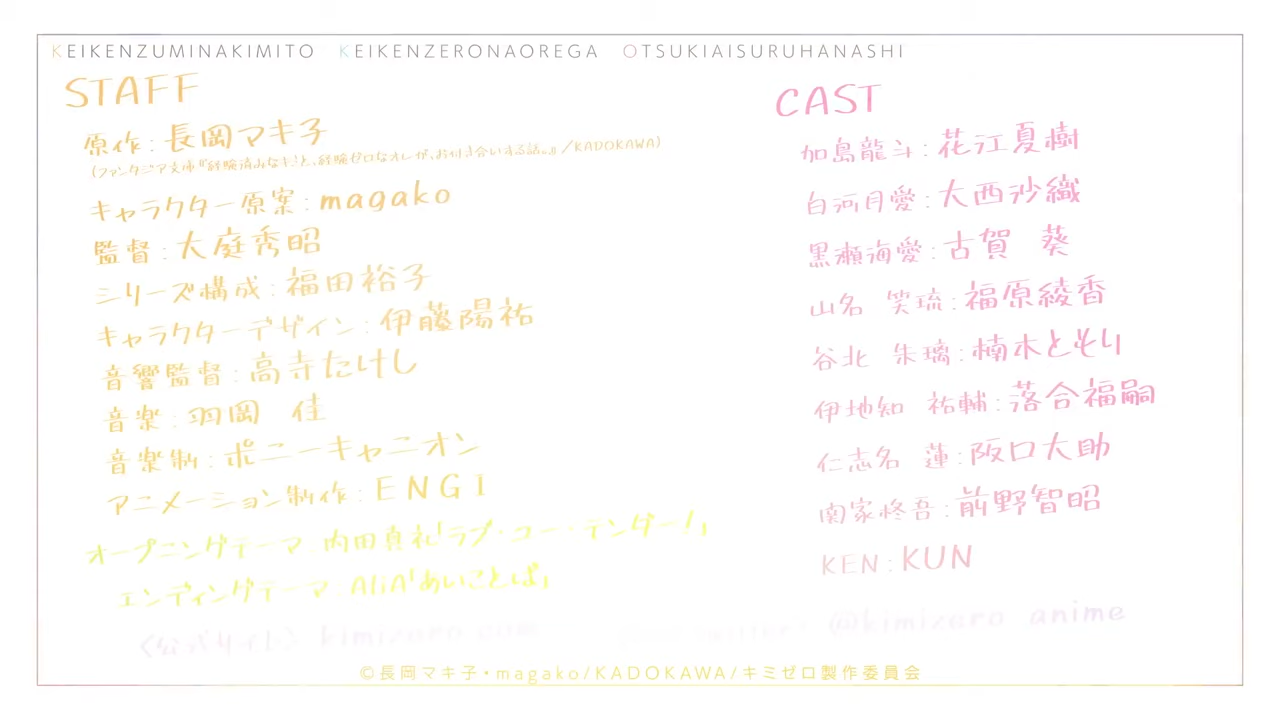 KEIKENZUMINAKIMITO KEIKENZERONAOREGA OTSUKIAISURUHANASHI
STAFF
原作:長岡マキ子
(ファンタジア文庫『経験済みなキミと、経験ゼロなオレが、お付き合いする話。』/KADOKAWA)
キャラクター原案:magako
監督:大庭秀昭
シリーズ構成:福田裕子
キャラクターデザイン:伊藤陽祐
音響監督:高寺たけし
音楽:羽岡 佳
音楽制:ポニーキャニオン
アニメーション制作:ENGI
オープニングテーマ:内田真礼「ラブ・コー・テンダー!」
エンディングテーマ:AliA「あいことば」
〈公式サイト〉kimizero.com
CAST
加島龍斗:花江夏樹
白河月愛:大西沙織
黒瀬海愛:古賀 葵
山名 笑琉:福原綾香
谷北 朱璃:楠木ともり
伊地知 祐輔:落合福嗣
仁志名 蓮:阪口大助
関家柊吾:前野智昭
KEN:KUN
@kimizero_anime
©長岡マキ子・magako/KADOKAWA/キミゼロ製作委員会